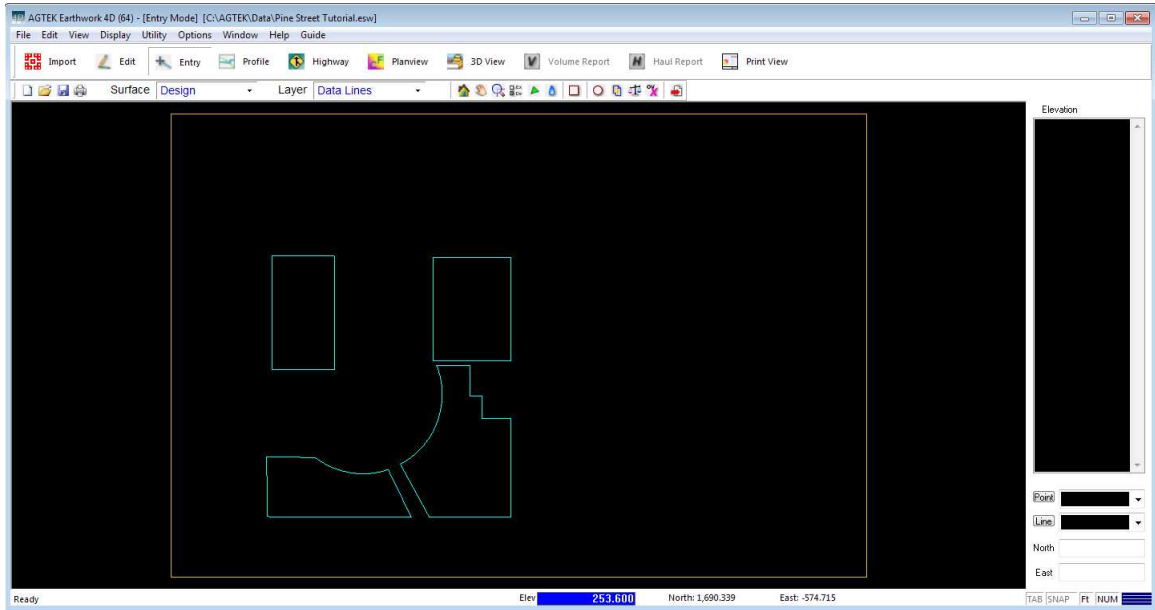 AGTEK Earthwork 4D (64) - [Entry Mode]  [C:\AGTEK\Data\Pine Street Tutorial.esw]
File Edit View Display Utility Options Window Help Guide
Import Edit Entry Profile Highway Planview 3D View Volume Report Haul Report Print View
Surface Design Layer Data Lines
Elevation
Point
Line
North
East
Ready Elev 253.600 North: 1,690.339 East: -574.715 TAB SNAP Ft NUM